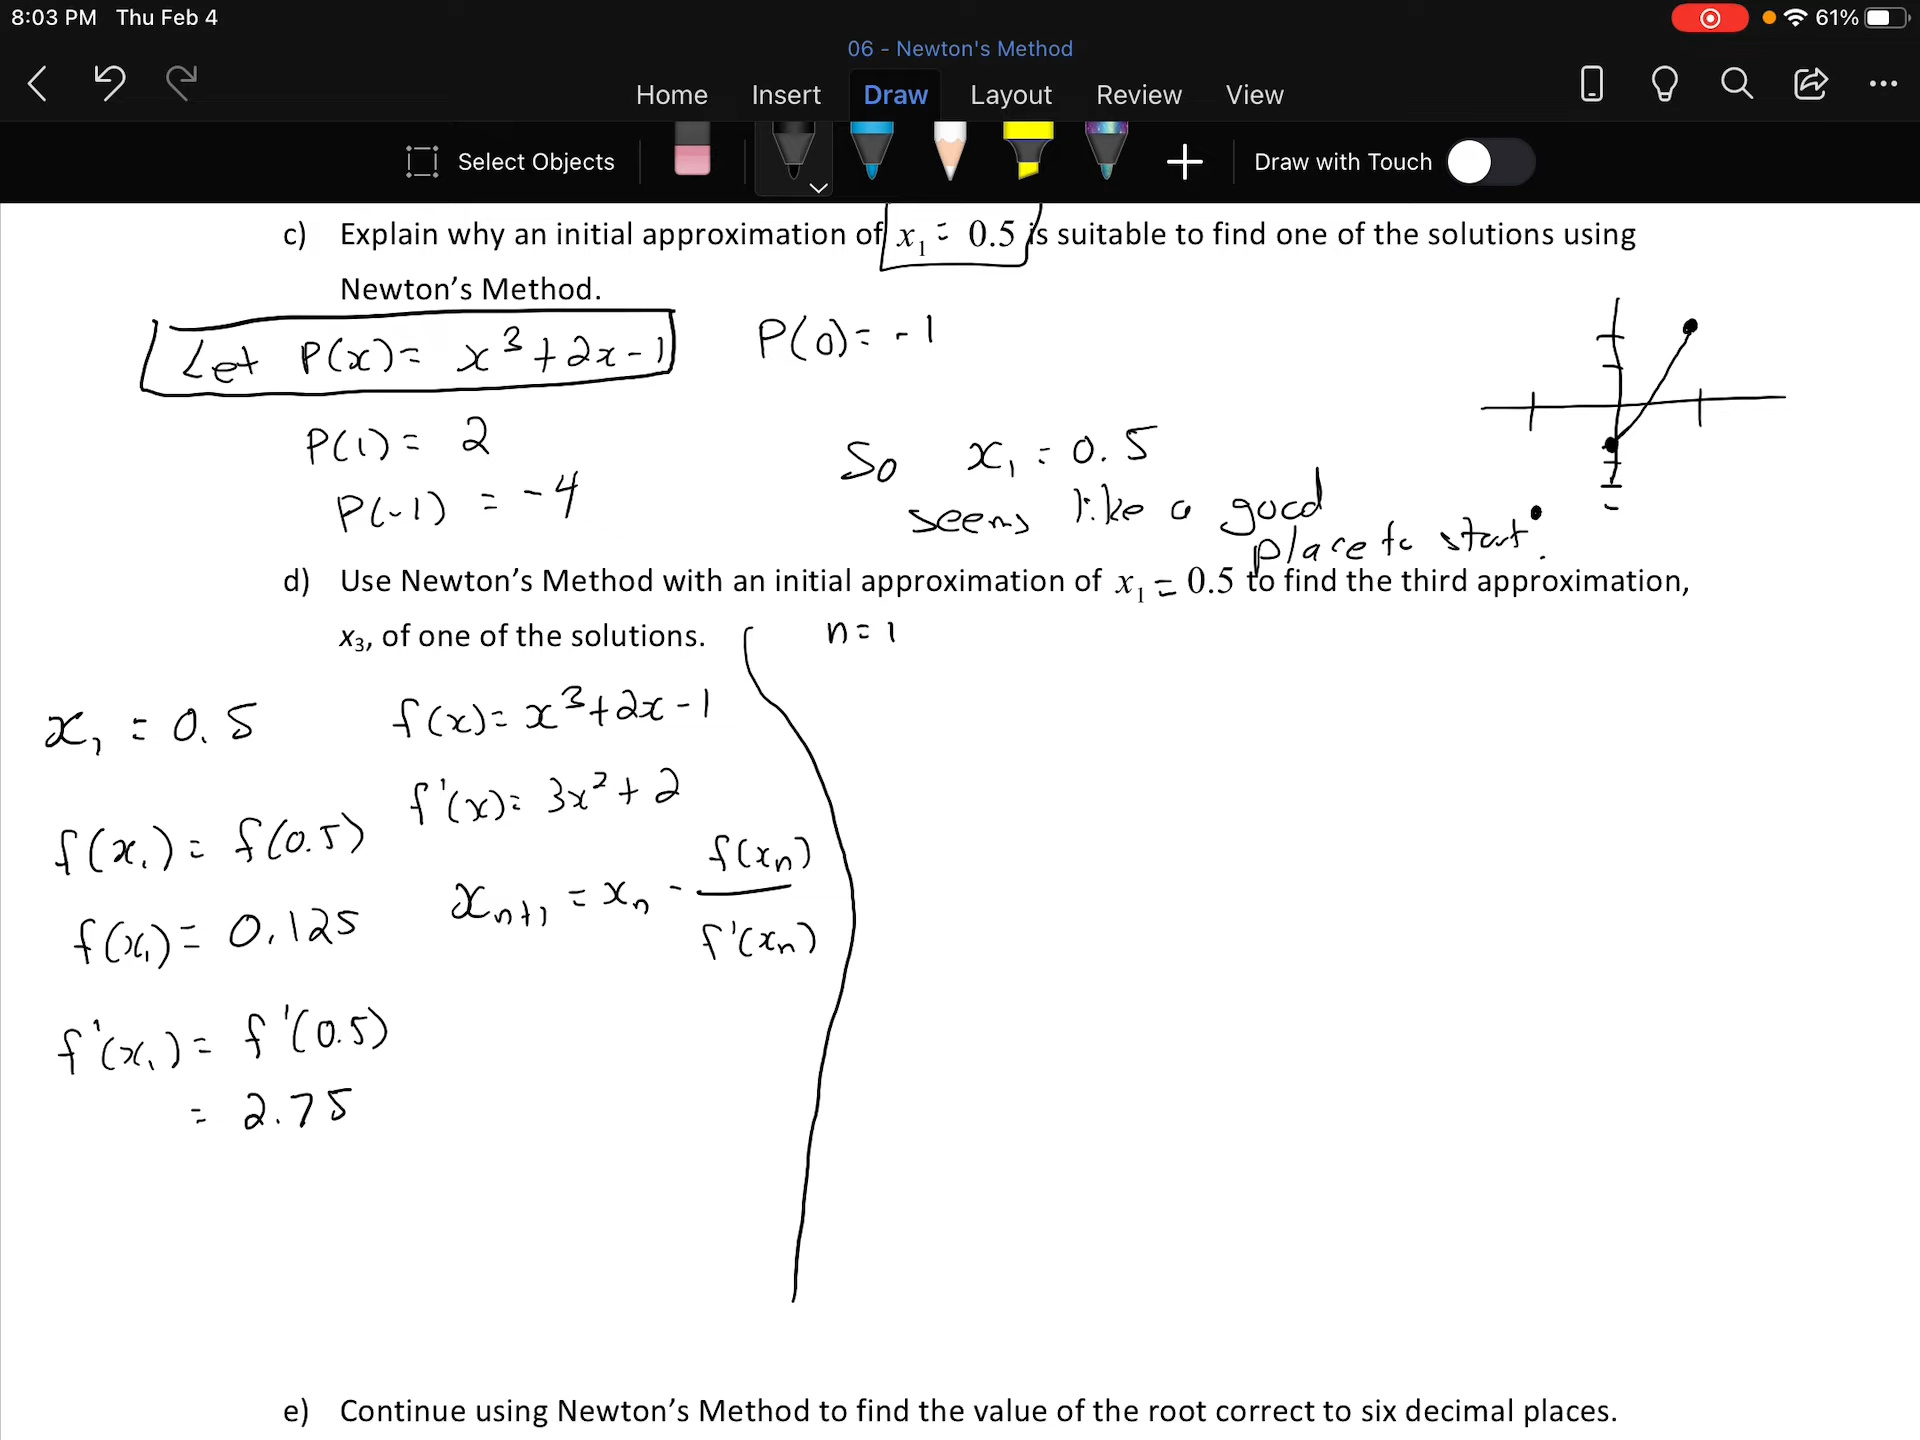 8:03 PM Thu Feb 4
61%
06 - Newton's Method
Home Insert Draw Layout Review View
Select Objects
Draw with Touch
c) Explain why an initial approximation of x₁ = 0.5 is suitable to find one of the solutions using
Newton’s Method.
Let P(x) = x³ + 2x - 1
P(0) = -1
P(1) = 2
P(-1) = -4
So x₁ = 0.5
seems like a good
place to start.
d) Use Newton’s Method with an initial approximation of x₁ = 0.5 to find the third approximation,
x₃, of one of the solutions.
n = 1
x₁ = 0.5
f(x) = x³ + 2x - 1
f'(x) = 3x² + 2
f(x₁) = f(0.5)
xₙ₊₁ = xₙ - f(xₙ) / f'(xₙ)
f(x₁) = 0.125
f'(x₁) = f'(0.5)
= 2.75
e) Continue using Newton’s Method to find the value of the root correct to six decimal places.